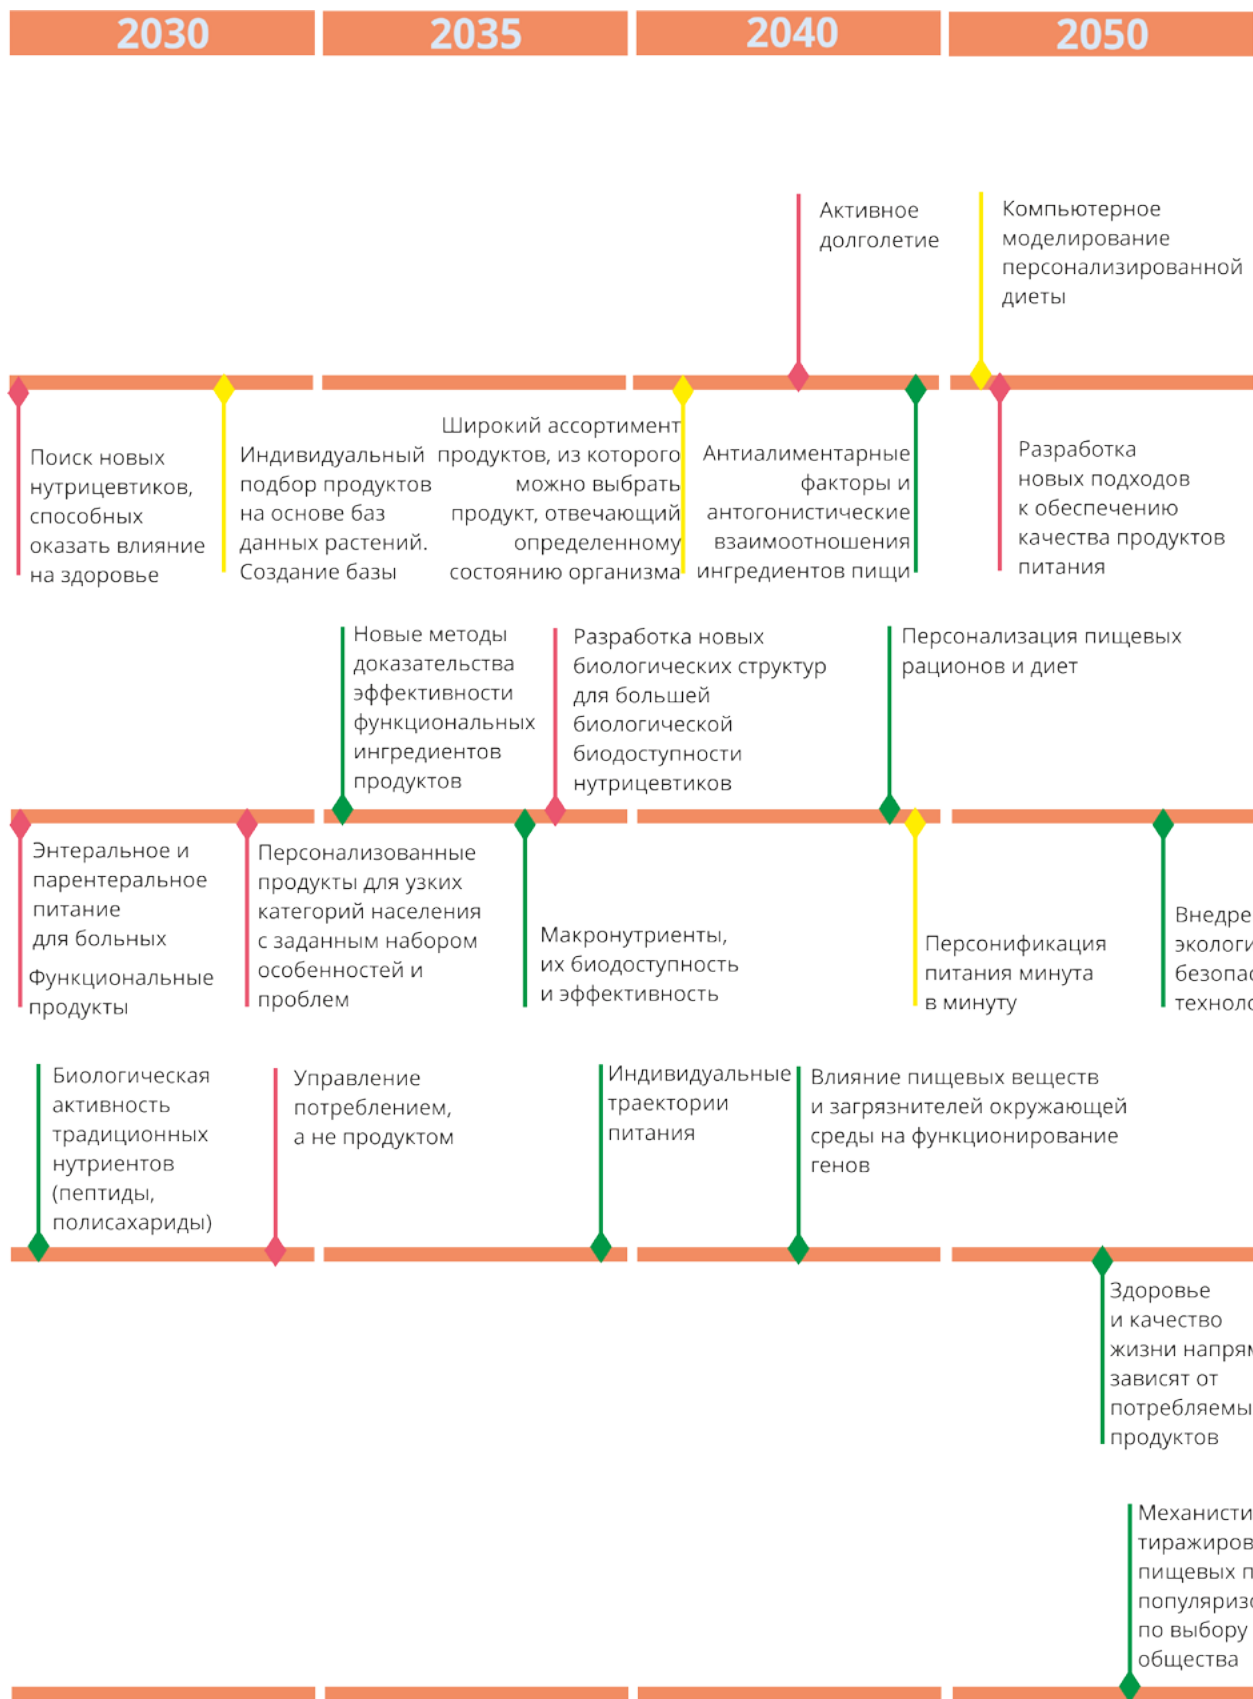 2030
2035
2040
2050
Активное
долголетие
Компьютерное
моделирование
персонализированной
диеты
Поиск новых
нутрицевтиков,
способных
оказать влияние
на здоровье
Индивидуальный
подбор продуктов
на основе баз
данных растений.
Создание базы
Широкий ассортимент
продуктов, из которого
можно выбрать
продукт, отвечающий
определенному
состоянию организма
Антиалиментарные
факторы и
антогонистические
взаимоотношения
ингредиентов пищи
Разработка
новых подходов
к обеспечению
качества продуктов
питания
Новые методы
доказательства
эффективности
функциональных
ингредиентов
продуктов
Разработка новых
биологических структур
для большей
биологической
биодоступности
нутрицевтиков
Персонализация пищевых
рационов и диет
Энтеральное и
парентеральное
питание
для больных
Функциональные
продукты
Персонализованные
продукты для узких
категорий населения
с заданным набором
особенностей и
проблем
Макронутриенты,
их биодоступность
и эффективность
Персонификация
питания минута
в минуту
Биологическая
активность
традиционных
нутриентов
(пептиды,
полисахариды)
Управление
потреблением,
а не продуктом
Индивидуальные
траектории
питания
Влияние пищевых веществ
и загрязнителей окружающей
среды на функционирование
генов
Здоровье
и качество
жизни
зависят от
продуктов
по выбору
общества